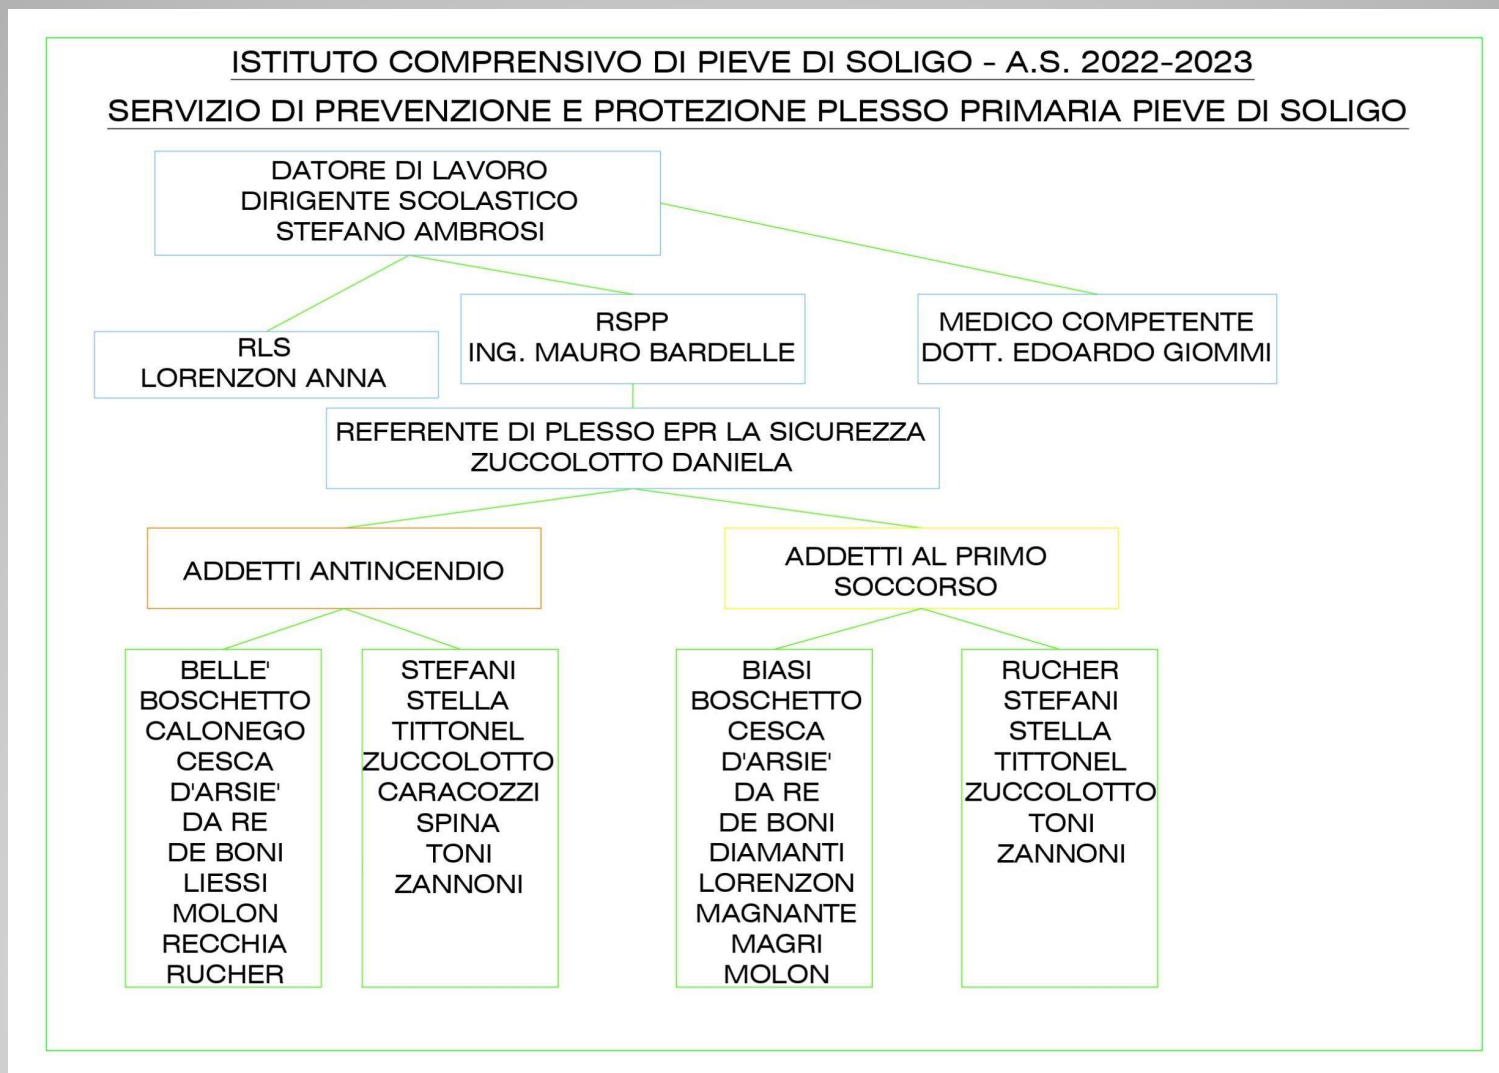 ISTITUTO COMPRENSIVO DI PIEVE DI SOLIGO - A.S. 2022-2023
SERVIZIO DI PREVENZIONE E PROTEZIONE PLESSO PRIMARIA PIEVE DI SOLIGO
DATORE DI LAVORO
DIRIGENTE SCOLASTICO
STEFANO AMBROSI
RLS
LORENZON ANNA
RSPP
ING. MAURO BARDELLE
MEDICO COMPETENTE
DOTT. EDOARDO GIOMMI
REFERENTE DI PLESSO EPR LA SICUREZZA
ZUCCOLOTTO DANIELA
ADDETTI ANTINCENDIO
BELLE'
BOSCHETTO
CALONEGO
CESCA
D'ARSIE'
DA RE
DE BONI
LIESSI
MOLON
RECCHIA
RUCHER
STEFANI
STELLA
TITTONEL
ZUCCOLOTTO
CARACOZZI
SPINA
TONI
ZANNONI
ADDETTI AL PRIMO
SOCCORSO
BIASI
BOSCHETTO
CESCA
D'ARSIE'
DA RE
DE BONI
DIAMANTI
LORENZON
MAGNANTE
MAGRI
MOLON
RUCHER
STEFANI
STELLA
TITTONEL
ZUCCOLOTTO
TONI
ZANNONI